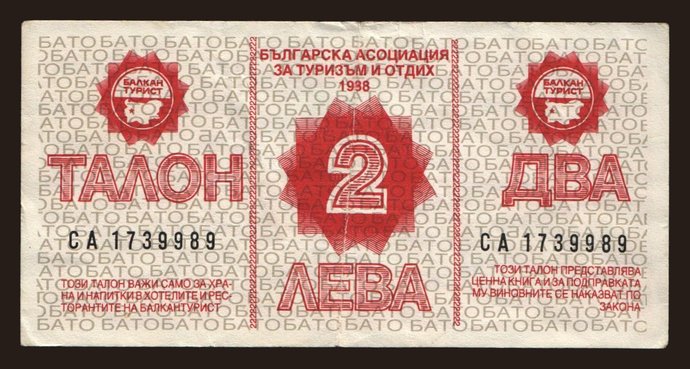 БЪЛГАРСКА АСОЦИАЦИЯ
ЗА ТУРИЗЪМ И ОТДИХ
1988
БАЛКАН
ТУРИСТ
БАЛКАН
ТУРИСТ
ТАЛОН
2
ДВА
ЛЕВА
СА 1739989
СА 1739989
ТОЗИ ТАЛОН ВАЖИ САМО ЗА ХРА-
НА И НАПИТКИ В ХОТЕЛИТЕ И РЕС-
ТОРАНТИТЕ НА БАЛКАНТУРИСТ
ТОЗИ ТАЛОН ПРЕДСТАВЛЯВА
ЦЕННА КНИГА И ЗА ПОДПРАВКАТА
МУ ВИНОВНИТЕ СЕ НАКАЗВАТ ПО
ЗАКОНА